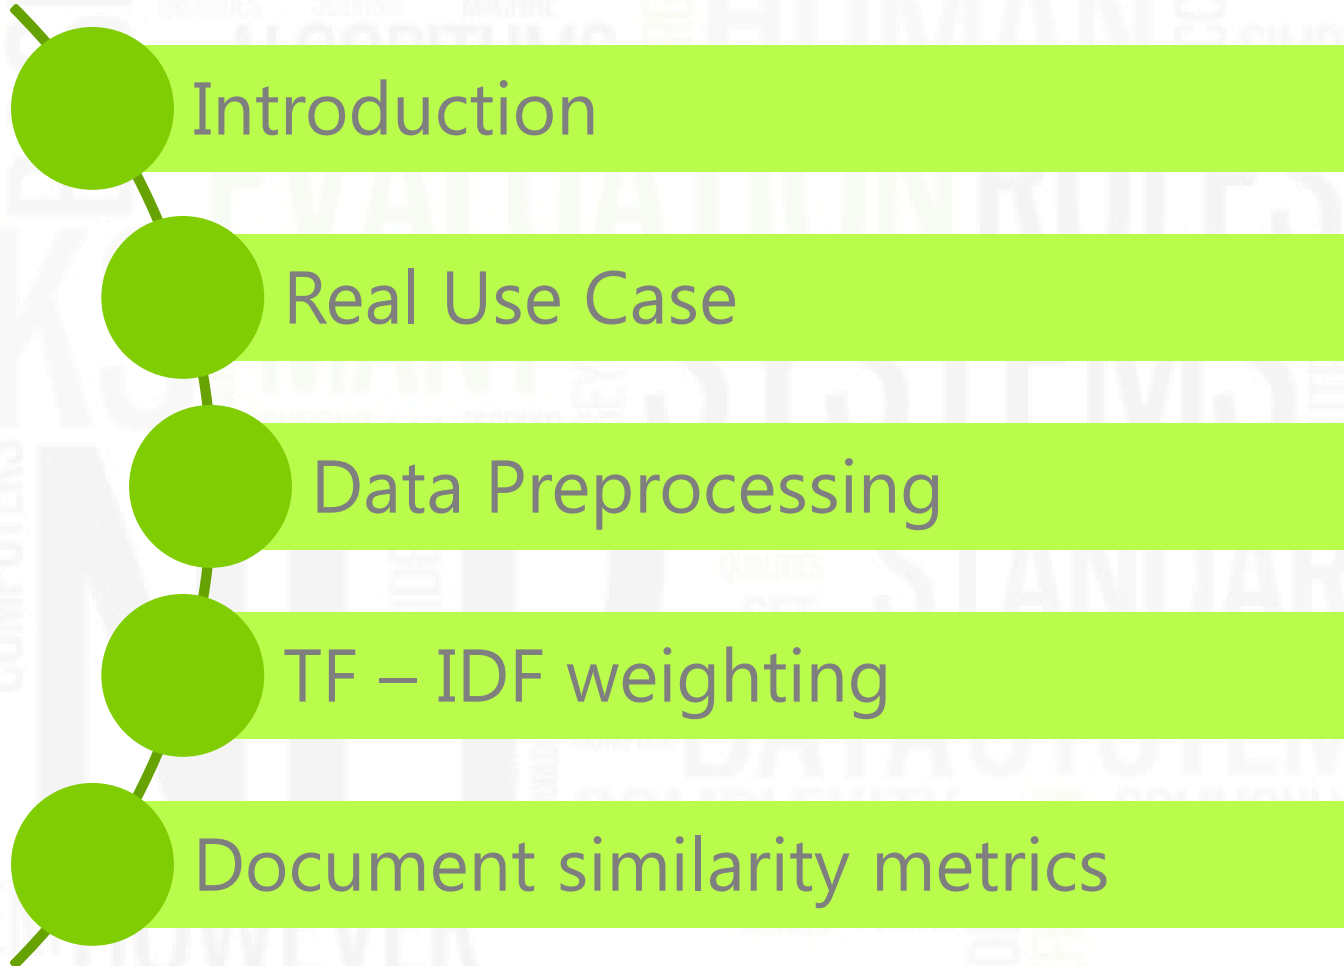 Introduction
Real Use Case
Data Preprocessing
TF – IDF weighting
Document similarity metrics